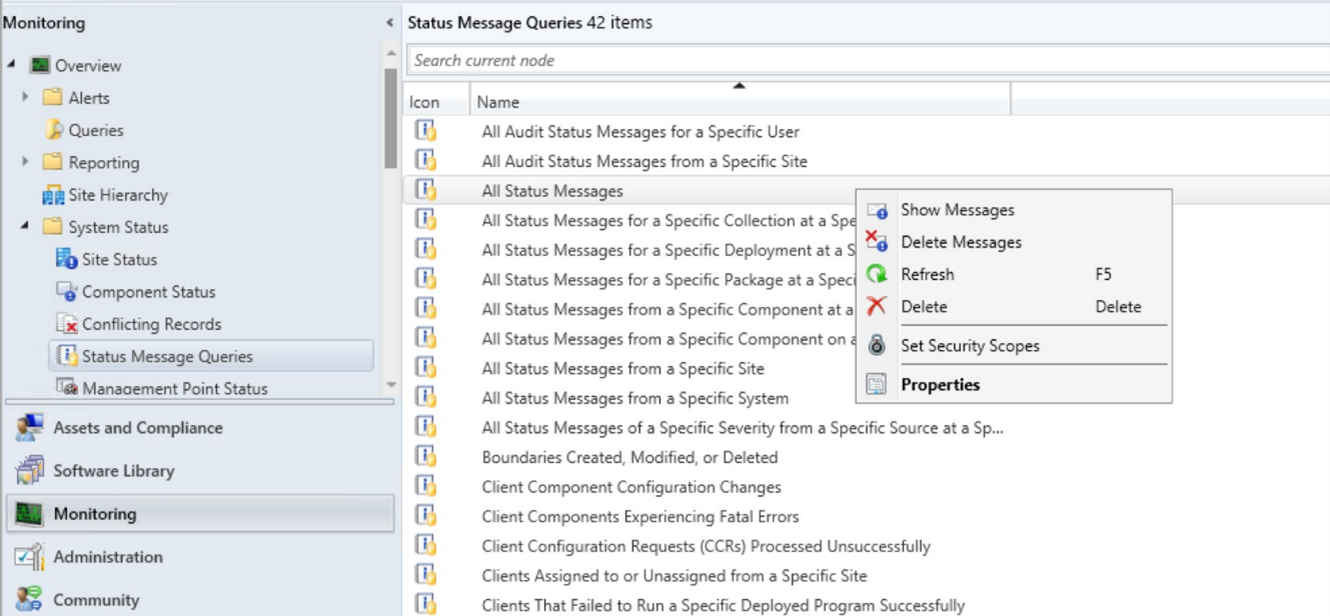 Monitoring
Overview
Alerts
Queries
Reporting
Site Hierarchy
System Status
Site Status
Component Status
Conflicting Records
Status Message Queries
Management Point Status
Assets and Compliance
Software Library
Monitoring
Administration
Community
Status Message Queries 42 items
Search current node
Icon Name
All Audit Status Messages for a Specific User
All Audit Status Messages from a Specific Site
All Status Messages
All Status Messages for a Specific Collection at a Spe
All Status Messages for a Specific Deployment at a S
All Status Messages for a Specific Package at a Speci
All Status Messages from a Specific Component at a
All Status Messages from a Specific Component on a
All Status Messages from a Specific Site
All Status Messages from a Specific System
All Status Messages of a Specific Severity from a Specific Source at a Sp...
Boundaries Created, Modified, or Deleted
Client Component Configuration Changes
Client Components Experiencing Fatal Errors
Client Configuration Requests (CCRs) Processed Unsuccessfully
Clients Assigned to or Unassigned from a Specific Site
Clients That Failed to Run a Specific Deployed Program Successfully
Show Messages
Delete Messages
Refresh F5
Delete Delete
Set Security Scopes
Properties